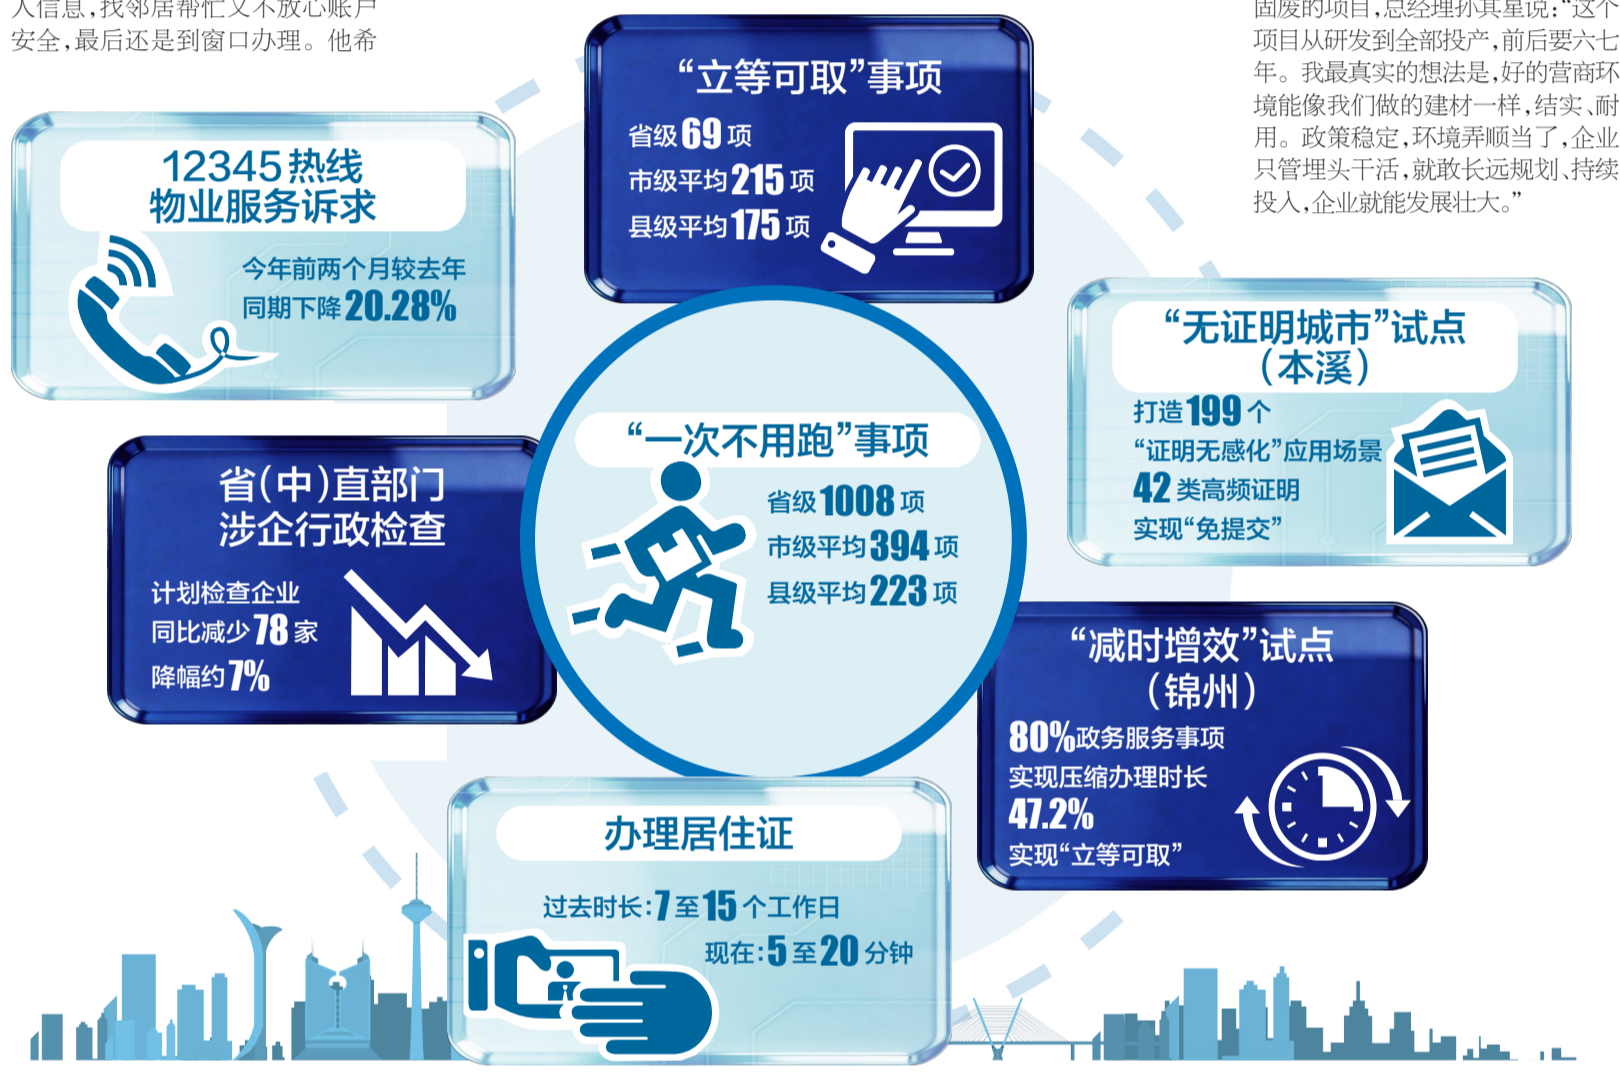 人信息，找邻居帮忙又不放心账户
安全，最后还是到窗口办理。他希
固废的项目，总经理孙其星说：“这个
项目从研发到全部投产，前后要六七
年。我最真实的想法是，好的营商环
境能像我们做的建材一样，结实、耐
用。政策稳定，环境弄顺当了，企业
只管埋头干活，就敢长远规划、持续
投入，企业就能发展壮大。”
“立等可取”事项
省级69项
市级平均215项
县级平均175项
12345热线
物业服务诉求
今年前两个月较去年
同期下降20.28%
“无证明城市”试点
（本溪）
打造199个
“证明无感化”应用场景
42类高频证明
实现“免提交”
“一次不用跑”事项
省级1008项
市级平均394项
县级平均223项
省（中）直部门
涉企行政检查
计划检查企业
同比减少78家
降幅约7%
“减时增效”试点
（锦州）
80%政务服务事项
实现压缩办理时长
47.2%
实现“立等可取”
办理居住证
过去时长：7至15个工作日
现在：5至20分钟